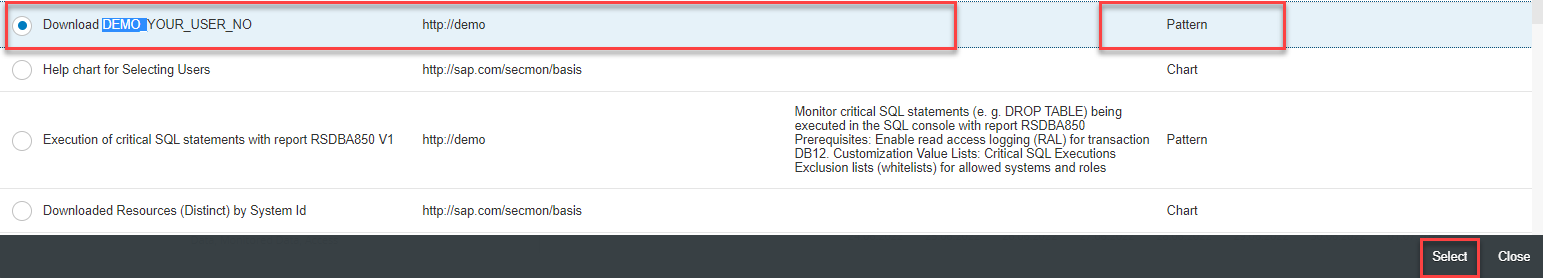 Download DEMO_YOUR_USER_NO http://demo Pattern
Help chart for Selecting Users http://sap.com/secmon/basis Chart
Monitor critical SQL statements (e. g. DROP TABLE) being
executed in the SQL console with report RSDBA850
Execution of critical SQL statements with report RSDBA850 V1 http://demo Prerequisites: Enable read access logging (RAL) for transaction Pattern
DB12. Customization Value Lists: Critical SQL Executions
Exclusion lists (whitelists) for allowed systems and roles
Downloaded Resources (Distinct) by System Id http://sap.com/secmon/basis Chart
Select Close